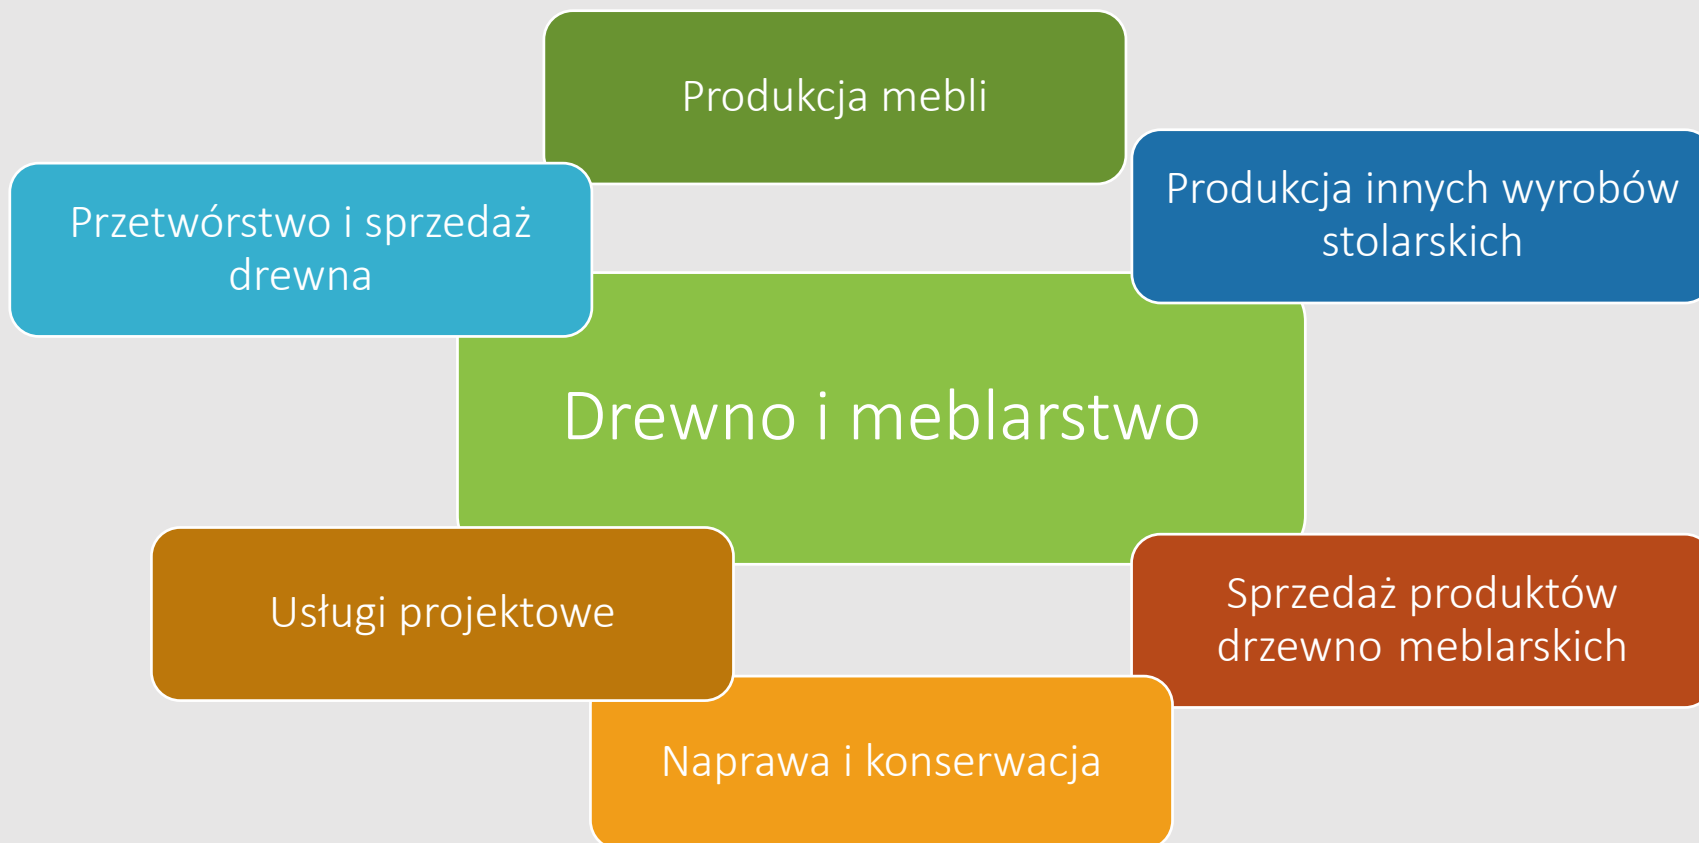 Produkcja mebli
Przetwórstwo i sprzedaż
drewna
Produkcja innych wyrobów
stolarskich
Drewno i meblarstwo
Usługi projektowe
Sprzedaż produktów
drzewno meblarskich
Naprawa i konserwacja